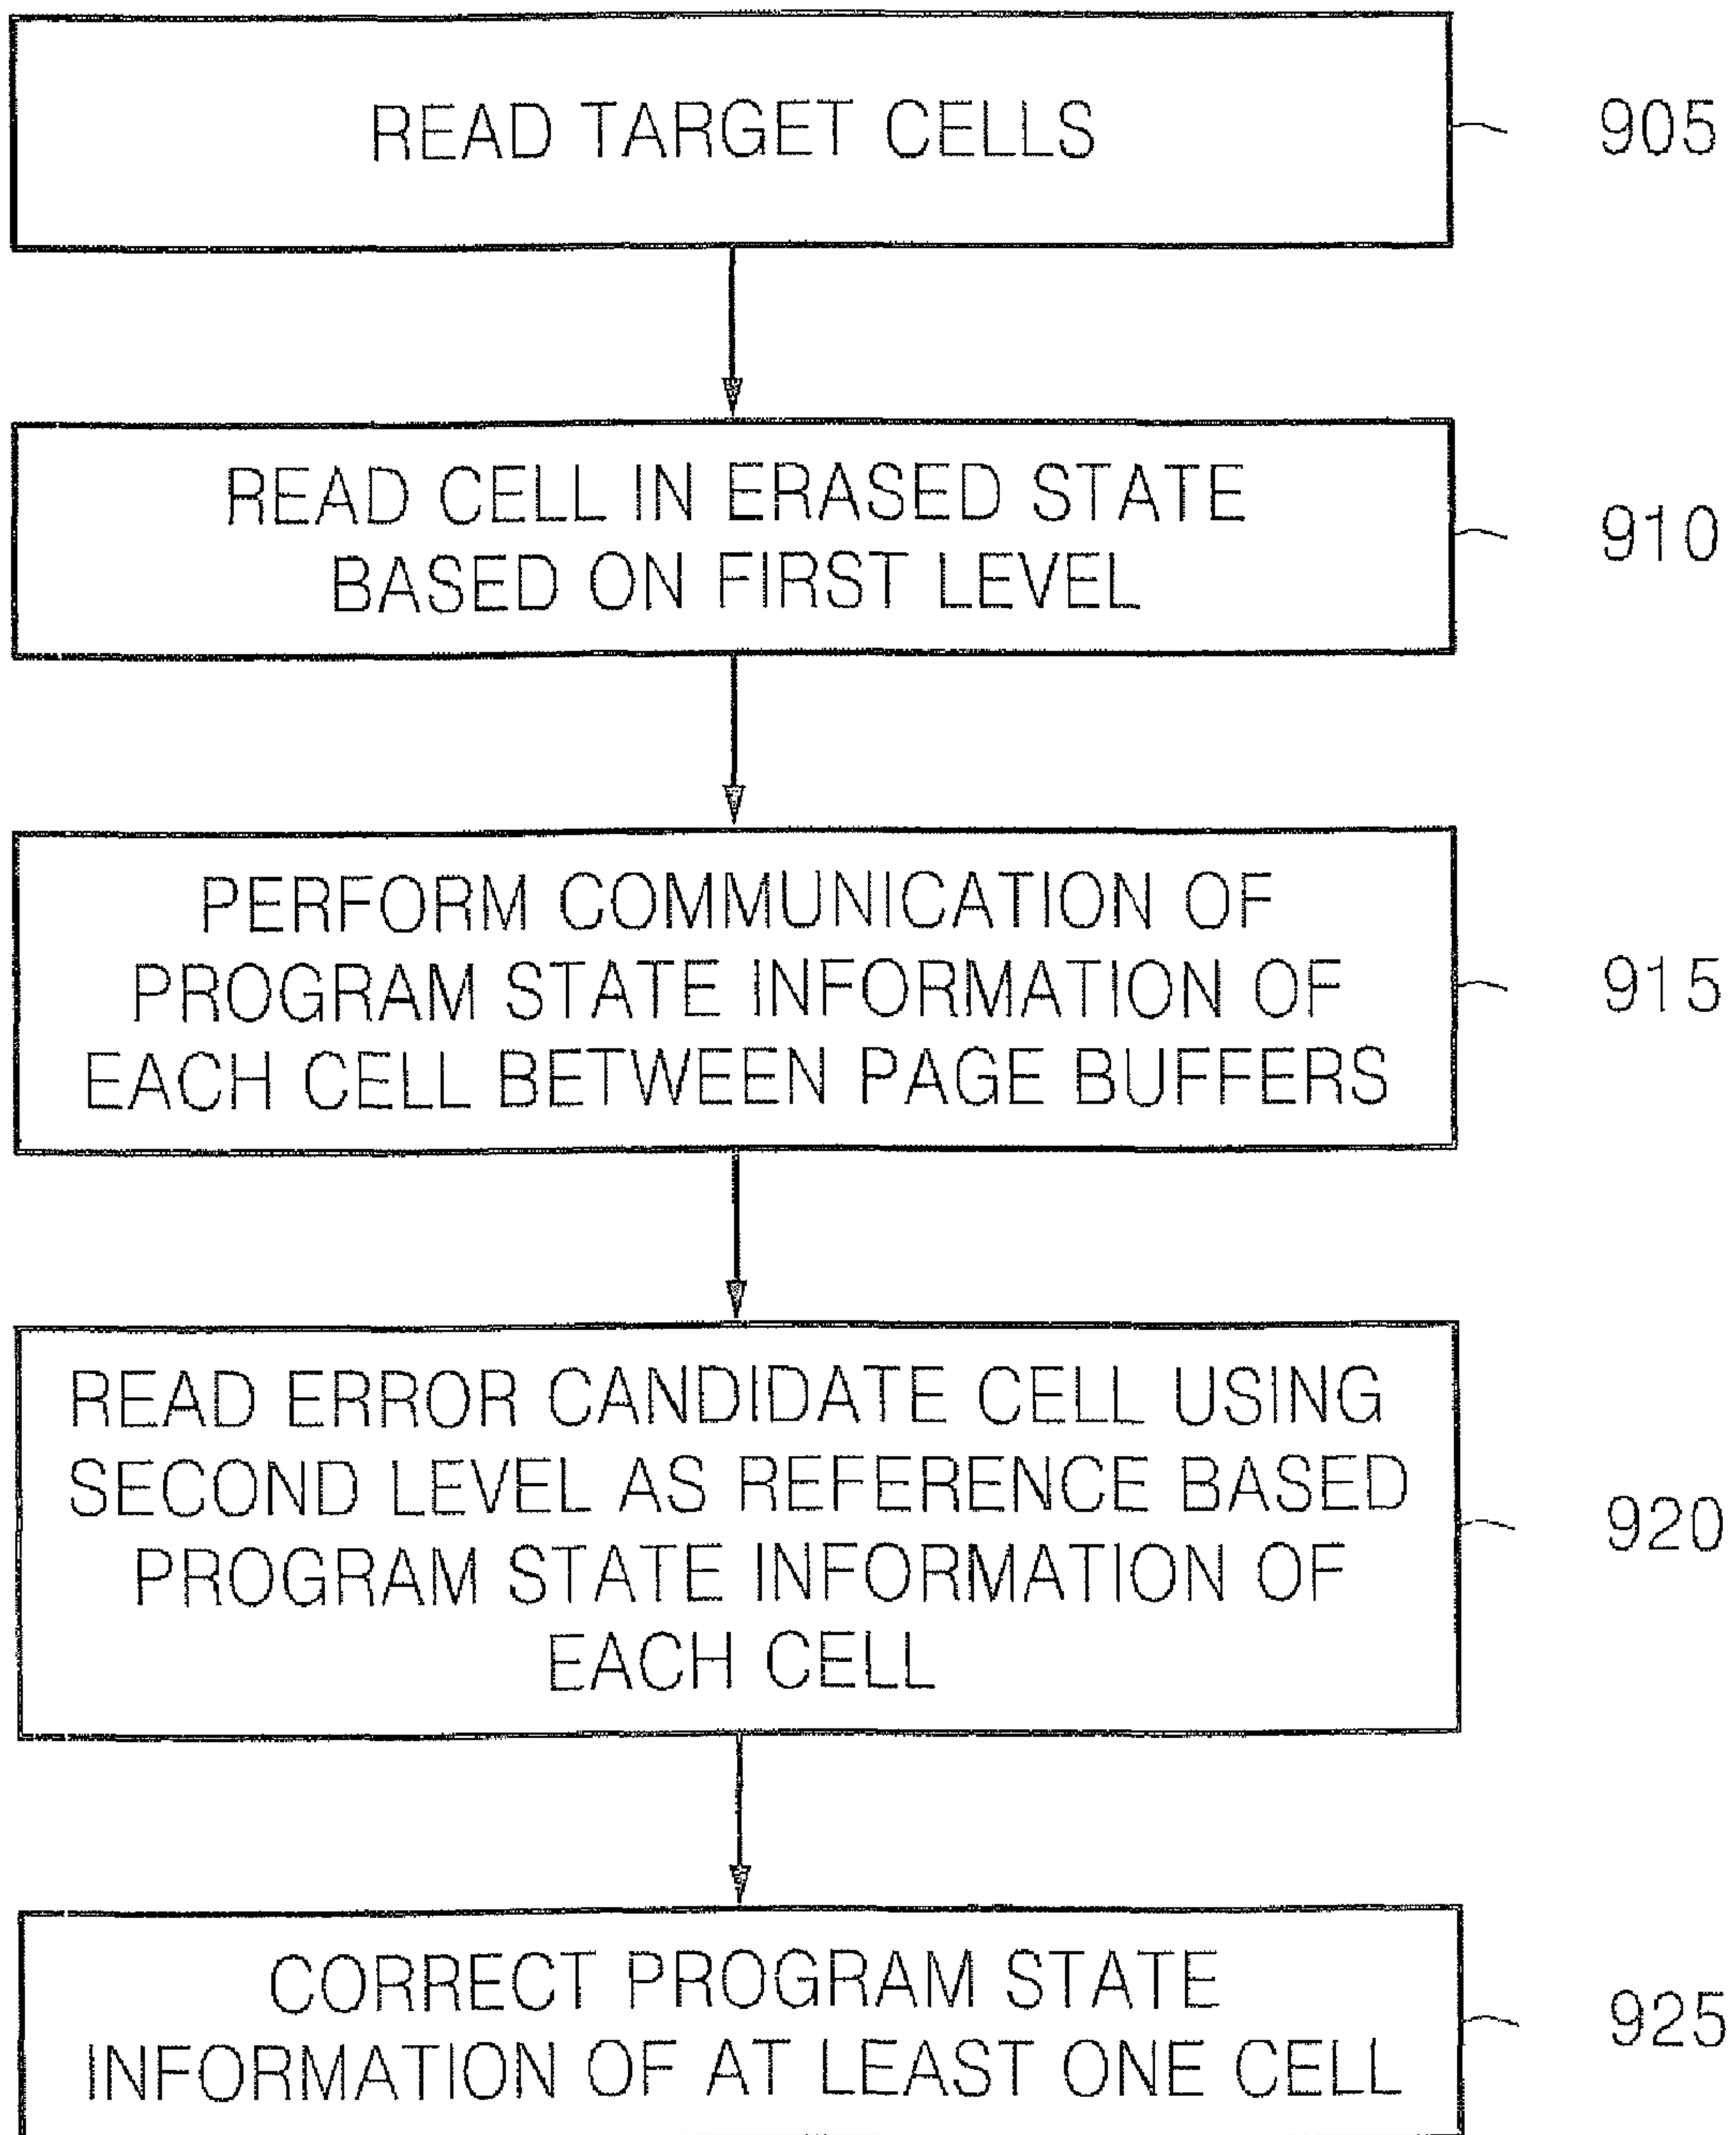 READ TARGET CELLS
905
READ CELL IN ERASED STATE
BASED ON FIRST LEVEL
910
PERFORM COMMUNICATION OF
PROGRAM STATE INFORMATION OF
EACH CELL BETWEEN PAGE BUFFERS
915
READ ERROR CANDIDATE CELL USING
SECOND LEVEL AS REFERENCE BASED
PROGRAM STATE INFORMATION OF
EACH CELL
920
CORRECT PROGRAM STATE
INFORMATION OF AT LEAST ONE CELL
925